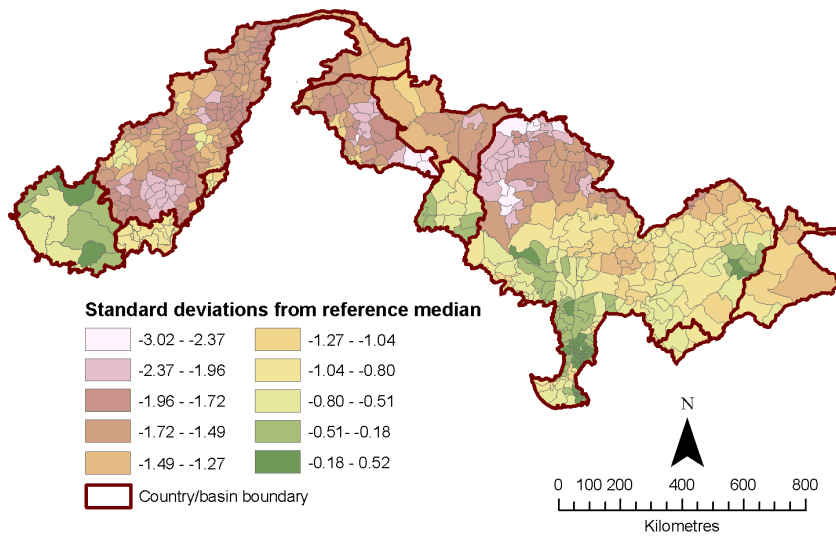 Standard deviations from reference median
-3.02 - -2.37
-2.37 - -1.96
-1.96 - -1.72
-1.72 - -1.49
-1.49 - -1.27
-1.27 - -1.04
-1.04 - -0.80
-0.80 - -0.51
-0.51- -0.18
-0.18 - 0.52
Country/basin boundary
N
0 100 200 400 600 800
Kilometres